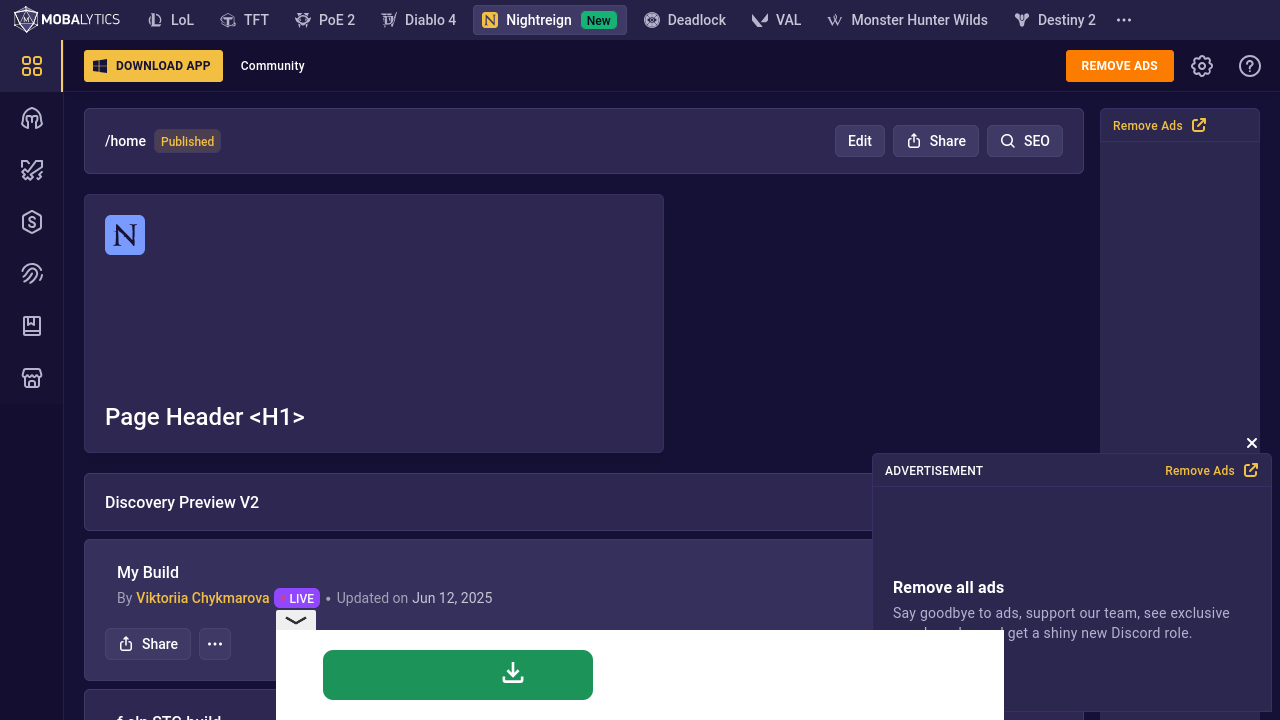 MOBALYTICS
LoL
TFT
PoE 2
Diablo 4
Nightreign New
Deadlock
VAL
Monster Hunter Wilds
Destiny 2
DOWNLOAD APP
Community
REMOVE ADS
/home Published
Edit
Share
SEO
Remove Ads
N
Page Header <H1>
Discovery Preview V2
ADVERTISEMENT
Remove Ads
My Build
By Viktoriia Chykmarova LIVE • Updated on Jun 12, 2025
Remove all ads
Say goodbye to ads, support our team, see exclusive
get a shiny new Discord role.
Share